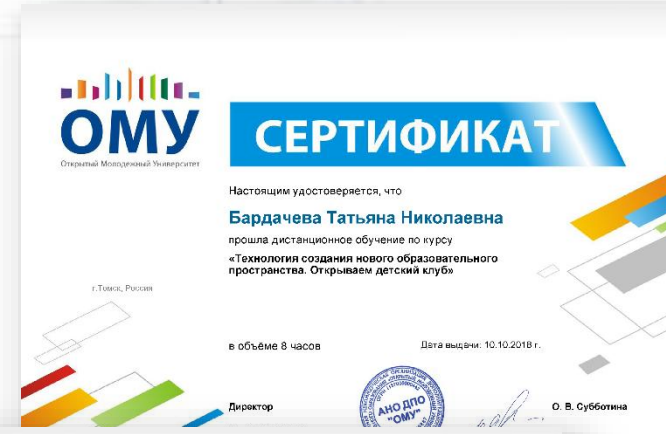 ОМУ
Открытый Молодежный Университет
СЕРТИФИКАТ
Настоящим удостоверяется, что
Бардачева Татьяна Николаевна
прошла дистанционное обучение по курсу
«Технология создания нового образовательного
пространства. Открываем детский клуб»
г.Томск, Россия
в объёме 8 часов
Дата выдачи: 10.10.2018 г.
Директор
АНО ДПО
"ОМУ"
О. В. Субботина